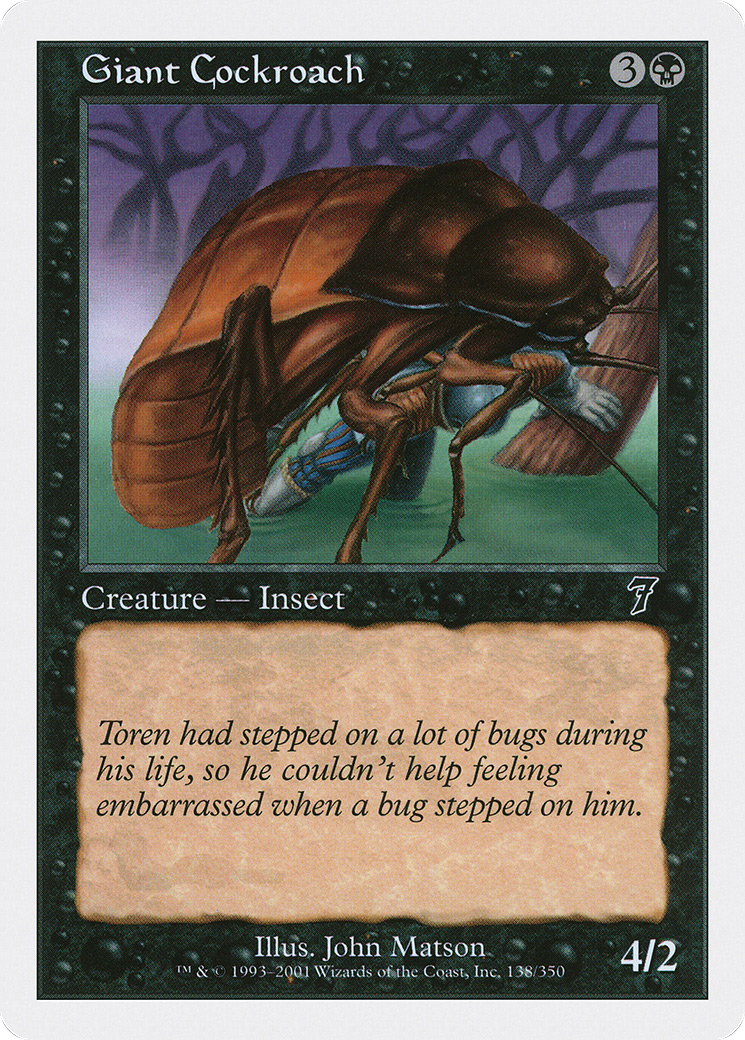 Giant Cockroach 3
Creature — Insect 7
Toren had stepped on a lot of bugs during
his life, so he couldn't help feeling
embarrassed when a bug stepped on him.
Illus. John Matson
™ & © 1993–2001 Wizards of the Coast, Inc. 138/350
4/2